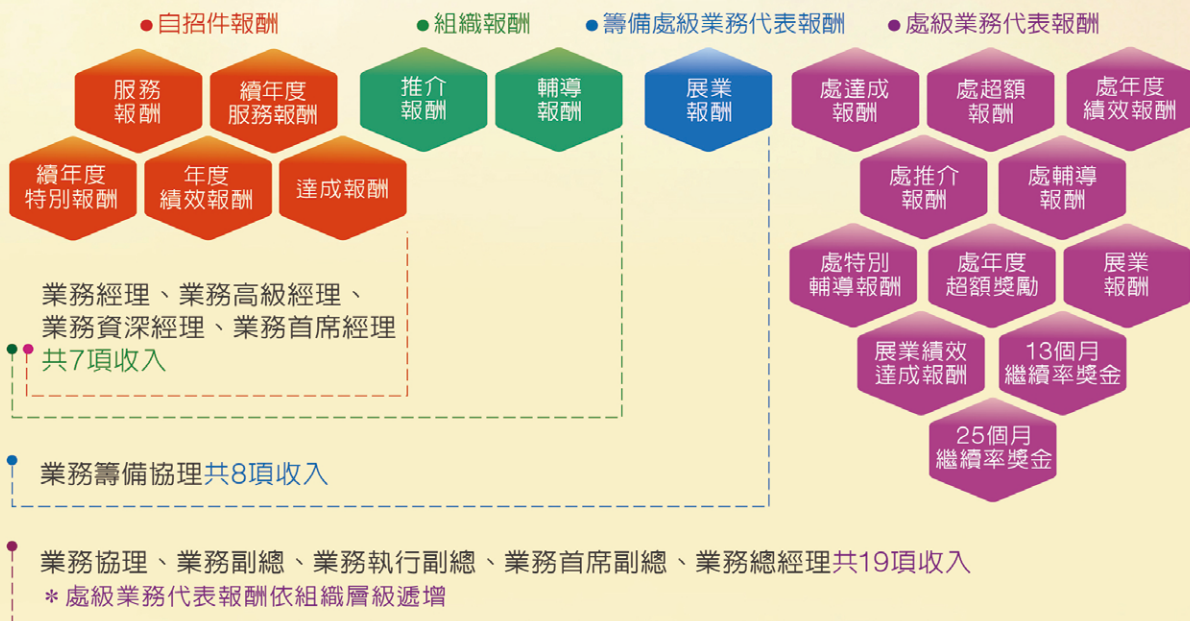 ●自招件報酬
●組織報酬
●籌備處級業務代表報酬
●處級業務代表報酬
服務
報酬
續年度
服務報酬
推介
報酬
輔導
報酬
展業
報酬
處達成
報酬
處超額
報酬
處年度
績效報酬
續年度
特別報酬
年度
績效報酬
達成報酬
處推介
報酬
處輔導
報酬
處特別
輔導報酬
處年度
超額獎勵
展業
報酬
展業績效
達成報酬
13個月
繼續率獎金
25個月
繼續率獎金
業務經理、業務高級經理、
業務資深經理、業務首席經理
共7項收入
業務籌備協理共8項收入
業務協理、業務副總、業務執行副總、業務首席副總、業務總經理共19項收入
＊處級業務代表報酬依組織層級遞增